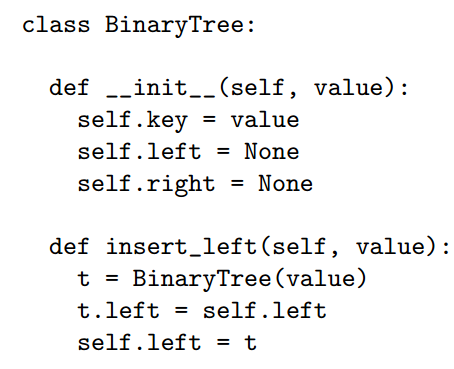 class BinaryTree:
  def __init__(self, value):
    self.key = value
    self.left = None
    self.right = None
  def insert_left(self, value):
    t = BinaryTree(value)
    t.left = self.left
    self.left = t